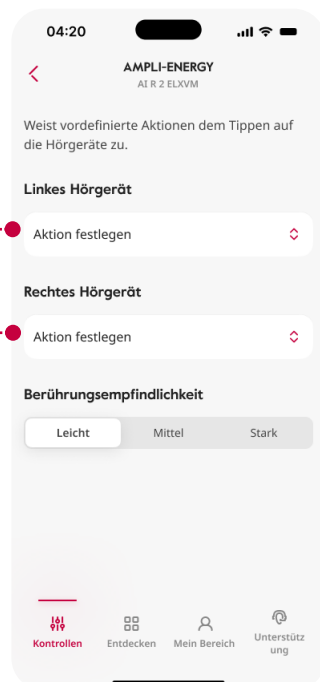 04:20
AMPLI-ENERGY
AI R 2 ELXVM
Weist vordefinierte Aktionen dem Tippen auf
die Hörgeräte zu.
Linkes Hörgerät
Aktion festlegen
Rechtes Hörgerät
Aktion festlegen
Berührungsempfindlichkeit
Leicht Mittel Stark
Kontrollen Entdecken Mein Bereich Unterstütz
ung